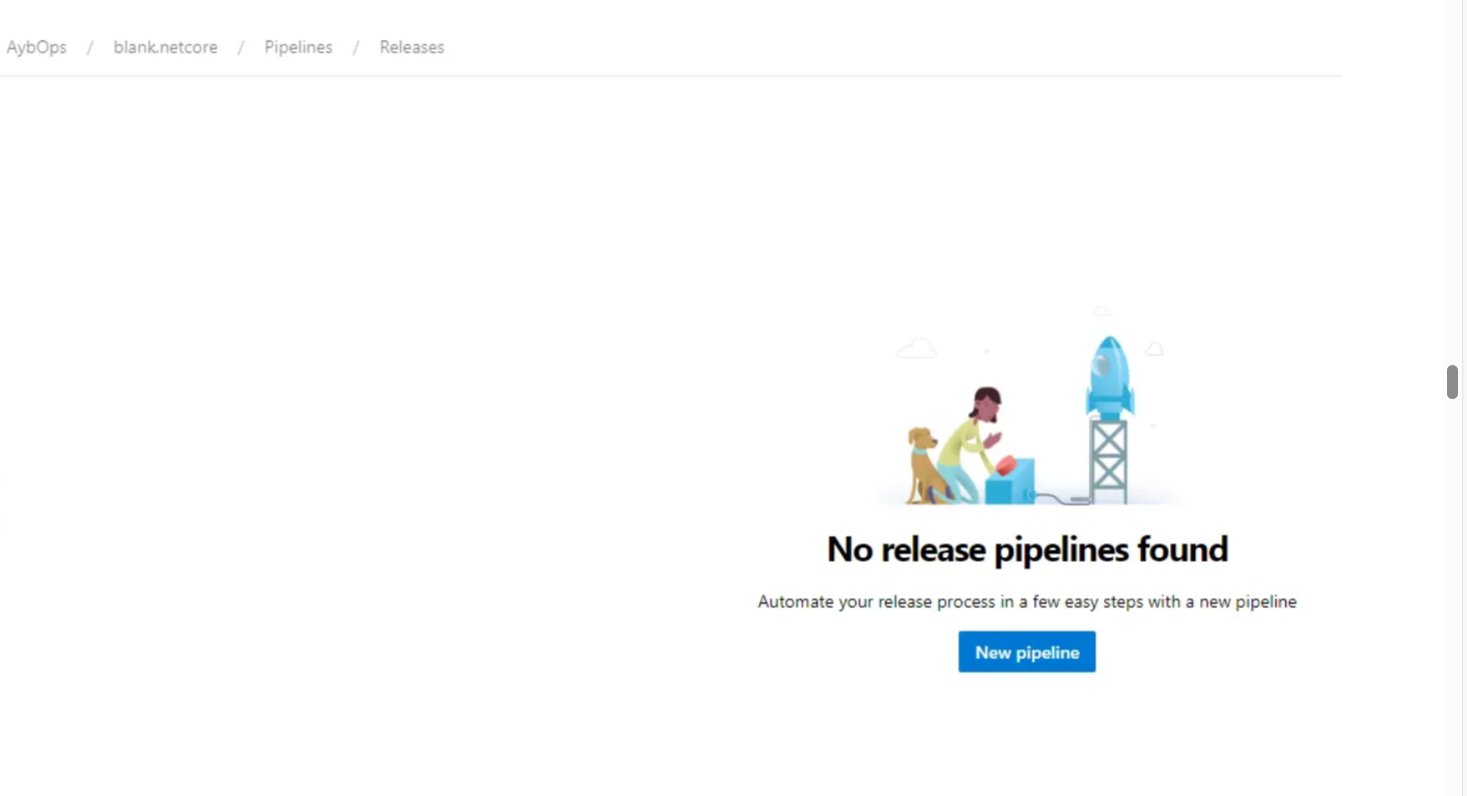 AybOps / blank.netcore / Pipelines / Releases
No release pipelines found
Automate your release process in a few easy steps with a new pipeline
New pipeline